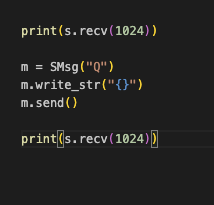 print(s.recv(1024))
m = SMsg("Q")
m.write_str("{}")
m.send()
print(s.recv(1024))